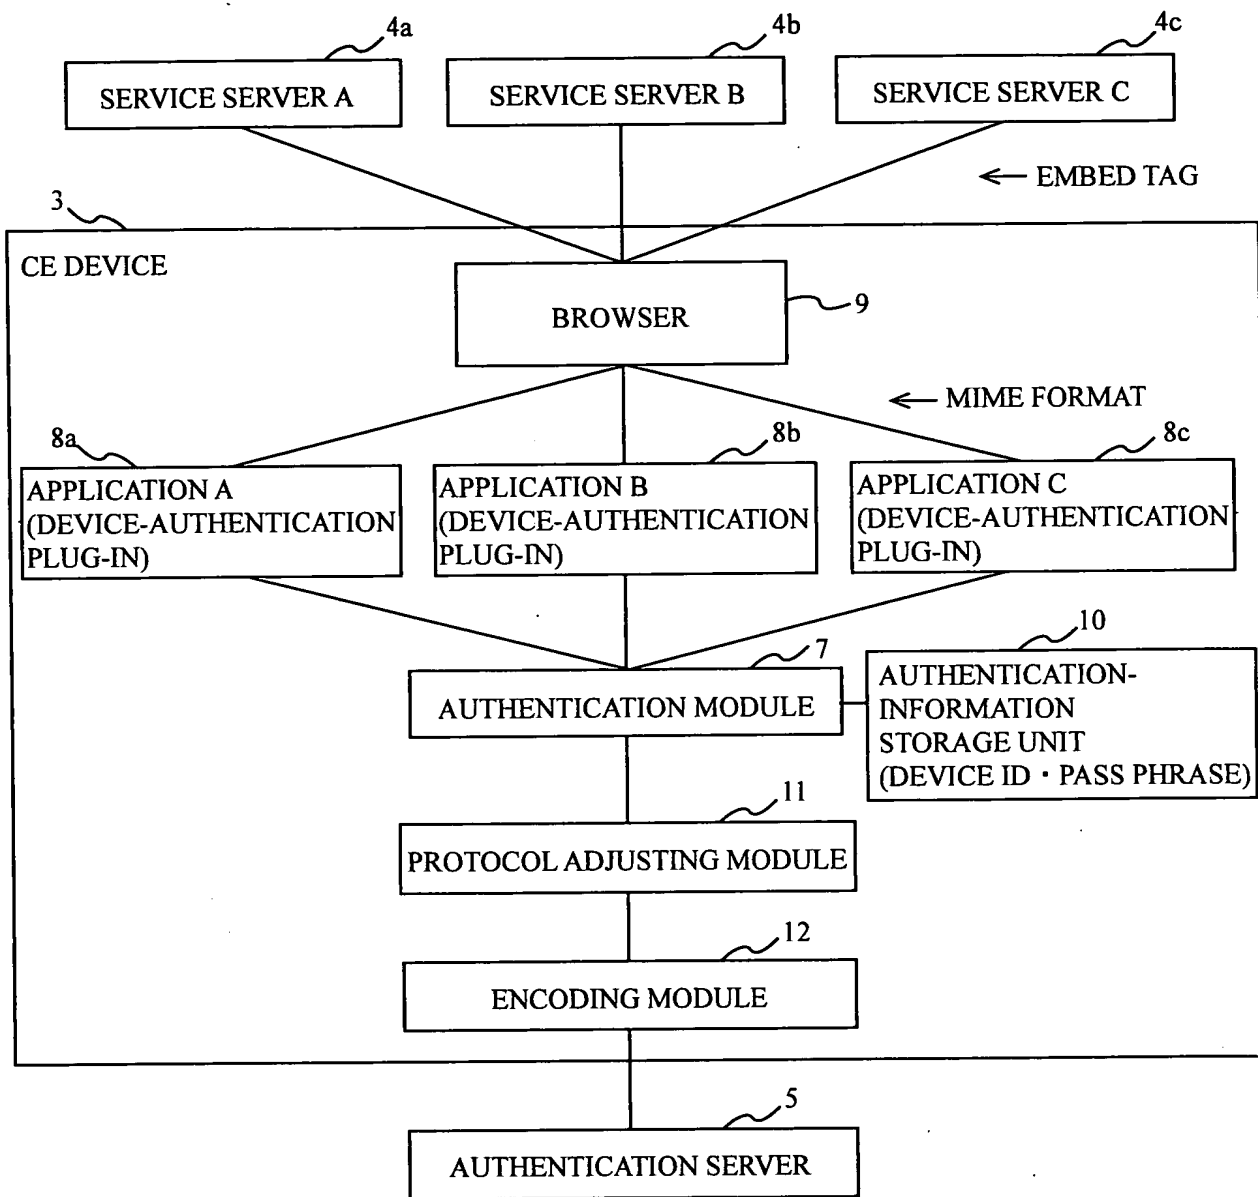 4a
4b
4c
SERVICE SERVER A
SERVICE SERVER B
SERVICE SERVER C
← EMBED TAG
3
CE DEVICE
BROWSER
9
← MIME FORMAT
8a
8b
8c
APPLICATION A
(DEVICE-AUTHENTICATION
PLUG-IN)
APPLICATION B
(DEVICE-AUTHENTICATION
PLUG-IN)
APPLICATION C
(DEVICE-AUTHENTICATION
PLUG-IN)
7
10
AUTHENTICATION MODULE
AUTHENTICATION-
INFORMATION
STORAGE UNIT
(DEVICE ID・PASS PHRASE)
11
PROTOCOL ADJUSTING MODULE
12
ENCODING MODULE
5
AUTHENTICATION SERVER